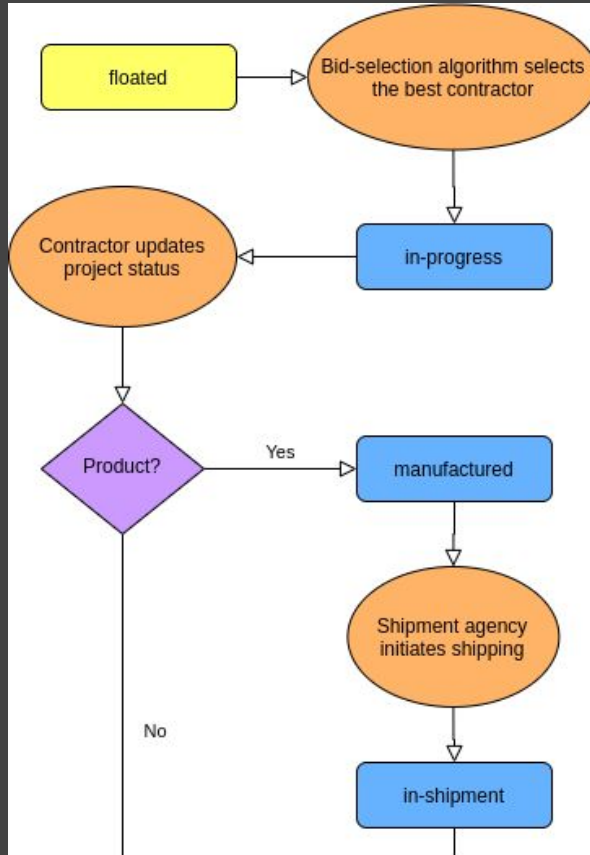 floated
Bid-selection algorithm selects
the best contractor
Contractor updates
project status
in-progress
Product?
Yes
manufactured
Shipment agency
initiates shipping
No
in-shipment